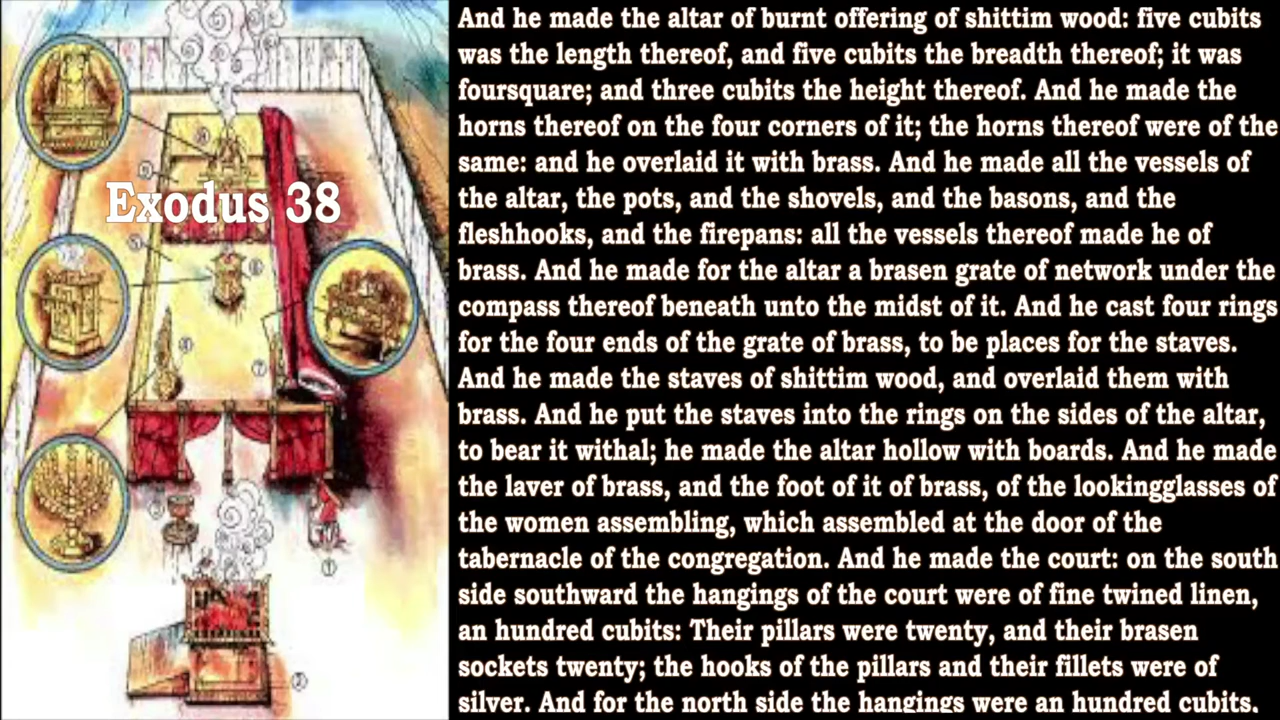 Exodus 38
And he made the altar of burnt offering of shittim wood: five cubits
was the length thereof, and five cubits the breadth thereof; it was
foursquare; and three cubits the height thereof. And he made the
horns thereof on the four corners of it; the horns thereof were of the
same: and he overlaid it with brass. And he made all the vessels of
the altar, the pots, and the shovels, and the basons, and the
fleshhooks, and the firepans: all the vessels thereof made he of
brass. And he made for the altar a brasen grate of network under the
compass thereof beneath unto the midst of it. And he cast four rings
for the four ends of the grate of brass, to be places for the staves.
And he made the staves of shittim wood, and overlaid them with
brass. And he put the staves into the rings on the sides of the altar,
to bear it withal; he made the altar hollow with boards. And he made
the laver of brass, and the foot of it of brass, of the lookingglasses of
the women assembling, which assembled at the door of the
tabernacle of the congregation. And he made the court: on the south
side southward the hangings of the court were of fine twined linen,
an hundred cubits: Their pillars were twenty, and their brasen
sockets twenty; the hooks of the pillars and their fillets were of
silver. And for the north side the hangings were an hundred cubits,